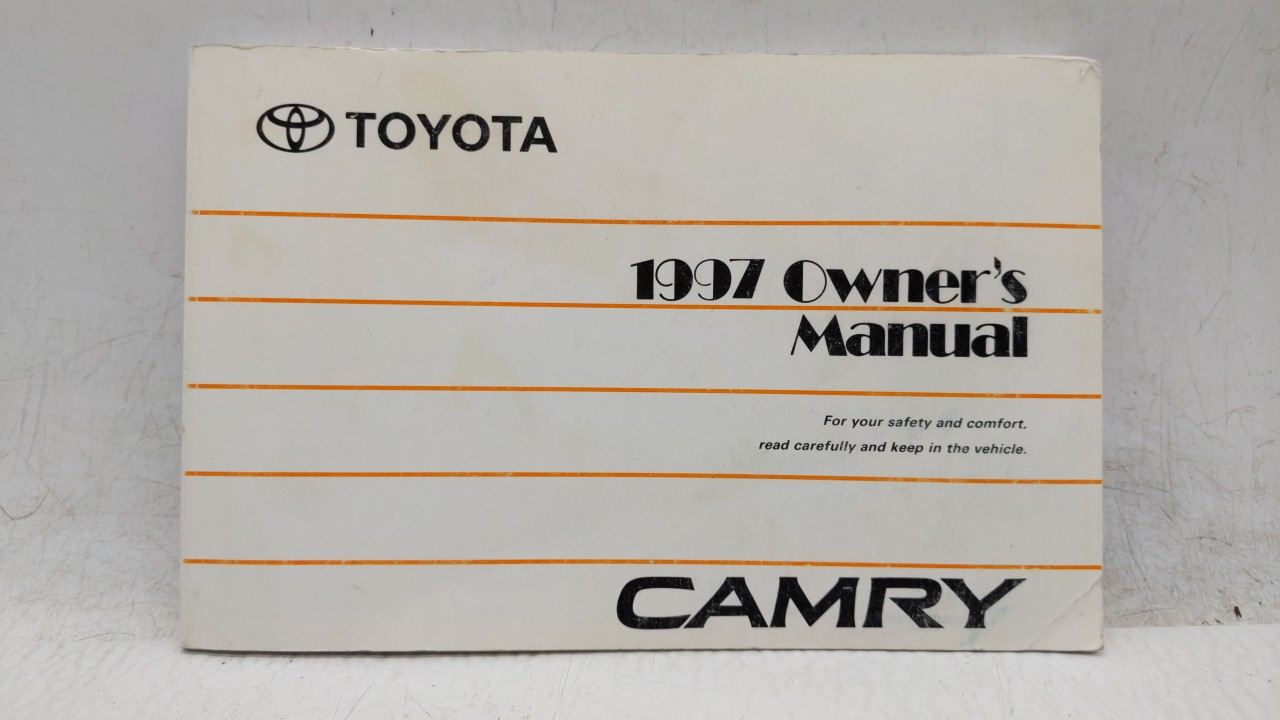 TOYOTA
1997 Owner's
Manual
For your safety and comfort,
read carefully and keep in the vehicle.
CAMRY